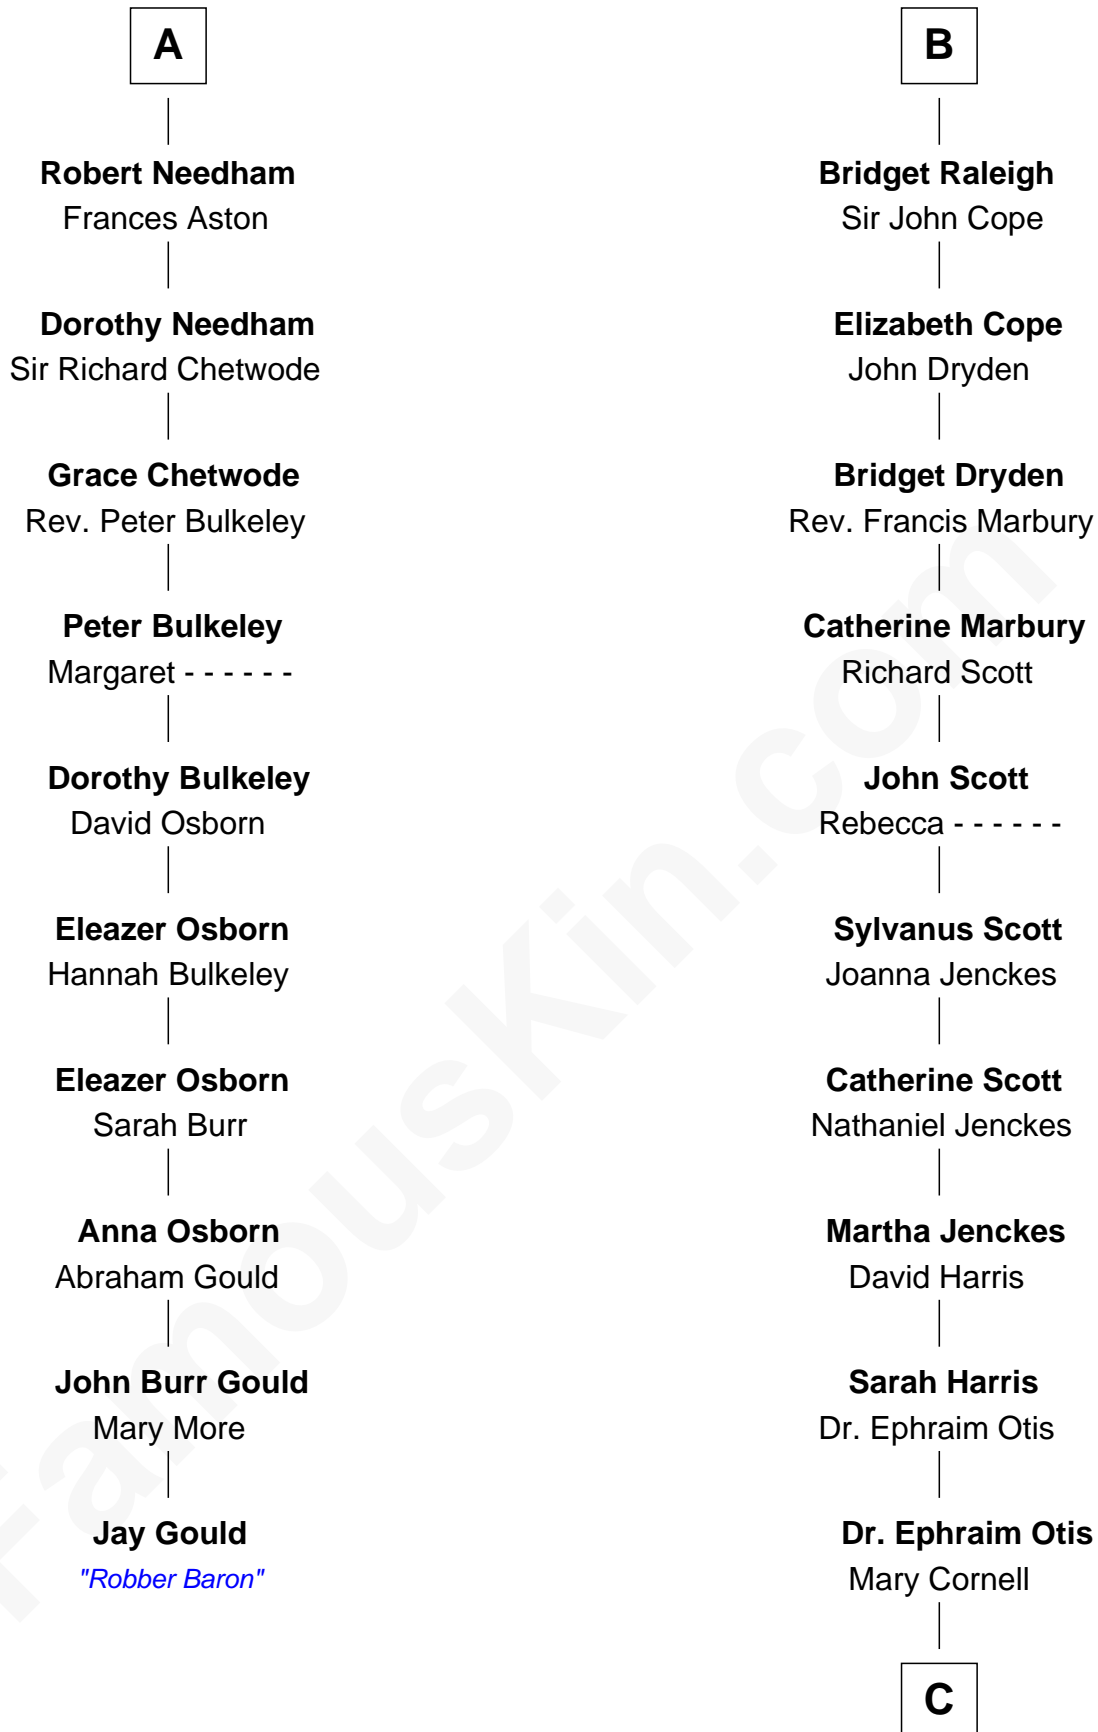 A
Robert Needham
Frances Aston
Dorothy Needham
Sir Richard Chetwode
Grace Chetwode
Rev. Peter Bulkeley
Peter Bulkeley
Margaret - - - - - -
Dorothy Bulkeley
David Osborn
Eleazer Osborn
Hannah Bulkeley
Eleazer Osborn
Sarah Burr
Anna Osborn
Abraham Gould
John Burr Gould
Mary More
Jay Gould
"Robber Baron"
B
Bridget Raleigh
Sir John Cope
Elizabeth Cope
John Dryden
Bridget Dryden
Rev. Francis Marbury
Catherine Marbury
Richard Scott
John Scott
Rebecca - - - - - -
Sylvanus Scott
Joanna Jenckes
Catherine Scott
Nathaniel Jenckes
Martha Jenckes
David Harris
Sarah Harris
Dr. Ephraim Otis
Dr. Ephraim Otis
Mary Cornell
C
FamousKin.com